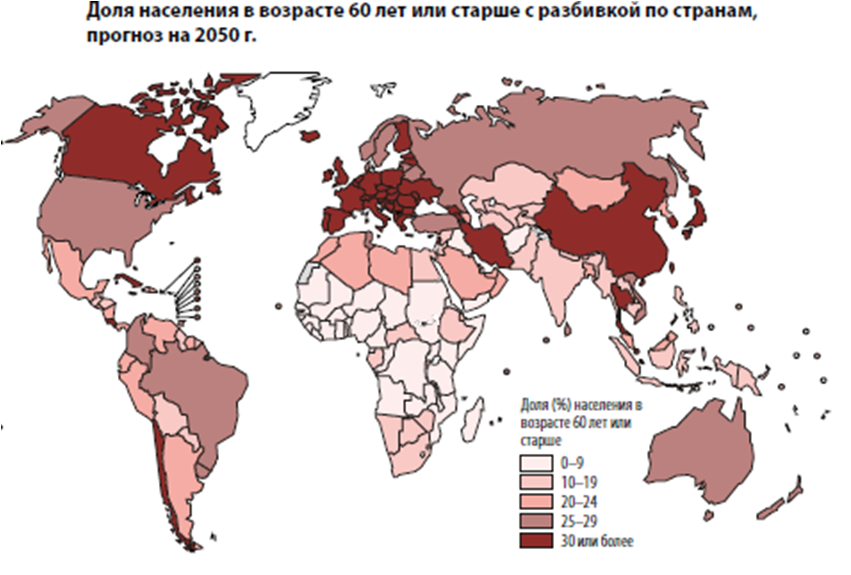 Доля населения в возрасте 60 лет или старше с разбивкой по странам,
прогноз на 2050 г.
Доля (%) населения в
возрасте 60 лет или
старше
0–9
10–19
20–24
25–29
30 или более